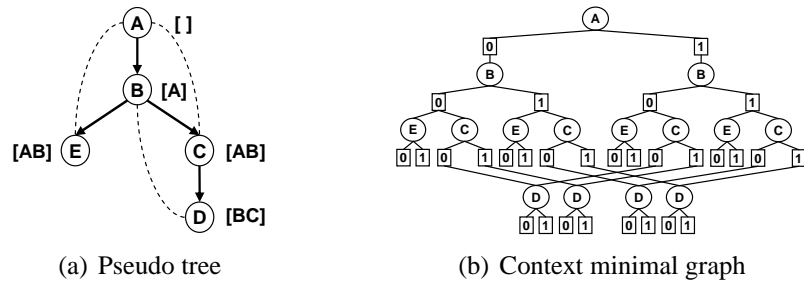 A [ ]
B [A]
[AB] E C [AB]
D [BC]
(a) Pseudo tree
A
0 1
B B
0 1 0 1
E C E C E C E C
0 1 0 1 0 1 0 1 0 1 0 1 0 1 0 1
D D D D
0 1 0 1 0 1 0 1
(b) Context minimal graph